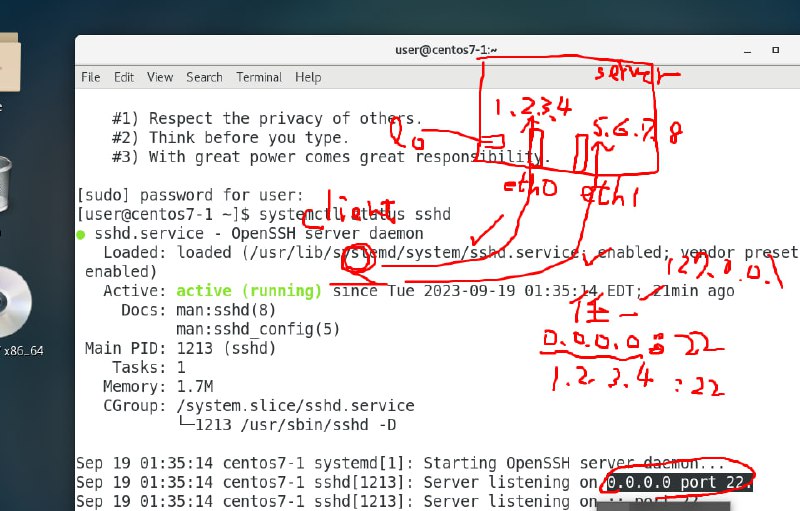 user@centos7-1:~
File Edit View Search Terminal Help
#1) Respect the privacy of others.
#2) Think before you type.
#3) With great power comes great responsibility.
[sudo] password for user:
[user@centos7-1 ~]$ systemctl status sshd
● sshd.service - OpenSSH server daemon
Loaded: loaded (/usr/lib/systemd/system/sshd.service; enabled; vendor preset
enabled)
Active: active (running) since Tue 2023-09-19 01:35:14 EDT; 21min ago
Docs: man:sshd(8)
man:sshd_config(5)
Main PID: 1213 (sshd)
Tasks: 1
Memory: 1.7M
CGroup: /system.slice/sshd.service
└─1213 /usr/sbin/sshd -D
Sep 19 01:35:14 centos7-1 systemd[1]: Starting OpenSSH server daemon...
Sep 19 01:35:14 centos7-1 sshd[1213]: Server listening on 0.0.0.0 port 22.
Sep 19 01:35:14 centos7-1 sshd[1213]: Server listening on :: port 22.
x86_64
server
1.2.3.4
5.6.7.8
lo
eth0
eth1
client
127.0.0.1
任一
0.0.0.0:22
1.2.3.4:22